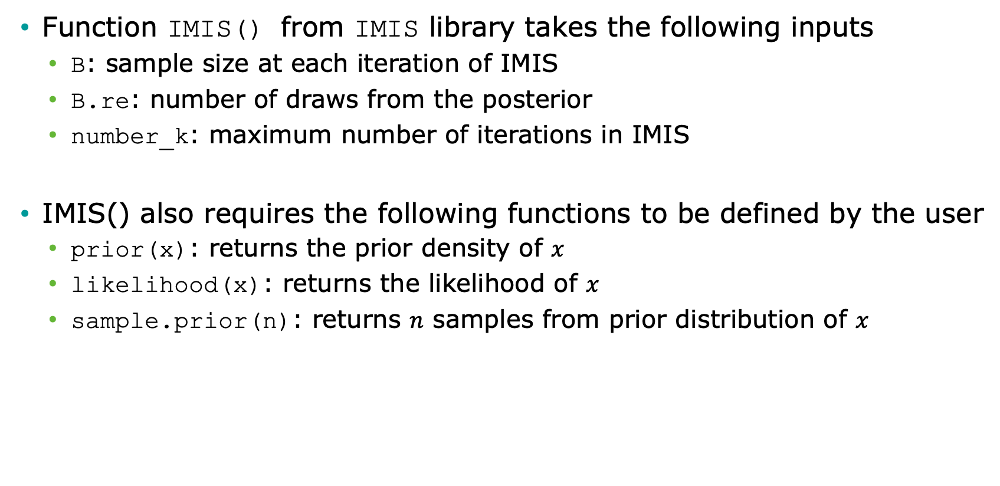 • Function IMIS() from IMIS library takes the following inputs
• B: sample size at each iteration of IMIS
• B.re: number of draws from the posterior
• number_k: maximum number of iterations in IMIS
• IMIS() also requires the following functions to be defined by the user
• prior(x): returns the prior density of x
• likelihood(x): returns the likelihood of x
• sample.prior(n): returns n samples from prior distribution of x